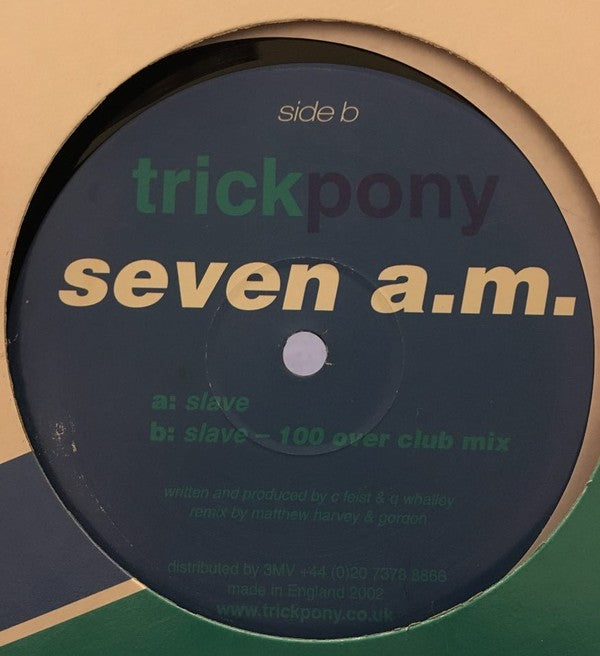 side b
trickpony
seven a.m.
a: slave
b: slave – 100 over club mix
written and produced by c leist & q whalley
remix by matthew harvey & gordon
distributed by 3MV +44 (0)20 7378 8866
made in England 2002
www.trickpony.co.uk